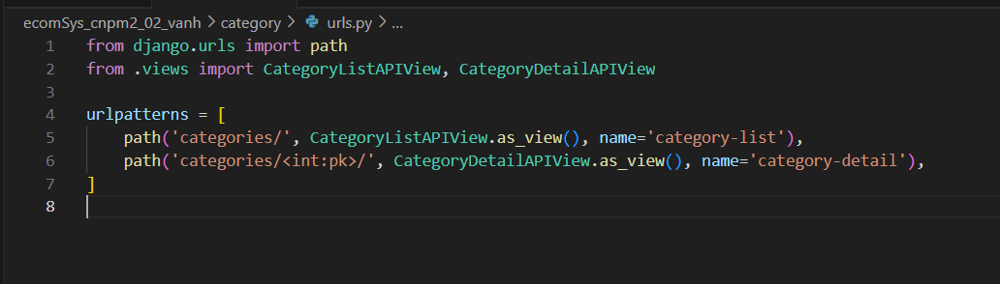 ecomSys_cnpm2_02_vanh > category > urls.py > ...
1 from django.urls import path
2 from .views import CategoryListAPIView, CategoryDetailAPIView
3
4 urlpatterns = [
5     path('categories/', CategoryListAPIView.as_view(), name='category-list'),
6     path('categories/<int:pk>/', CategoryDetailAPIView.as_view(), name='category-detail'),
7 ]
8